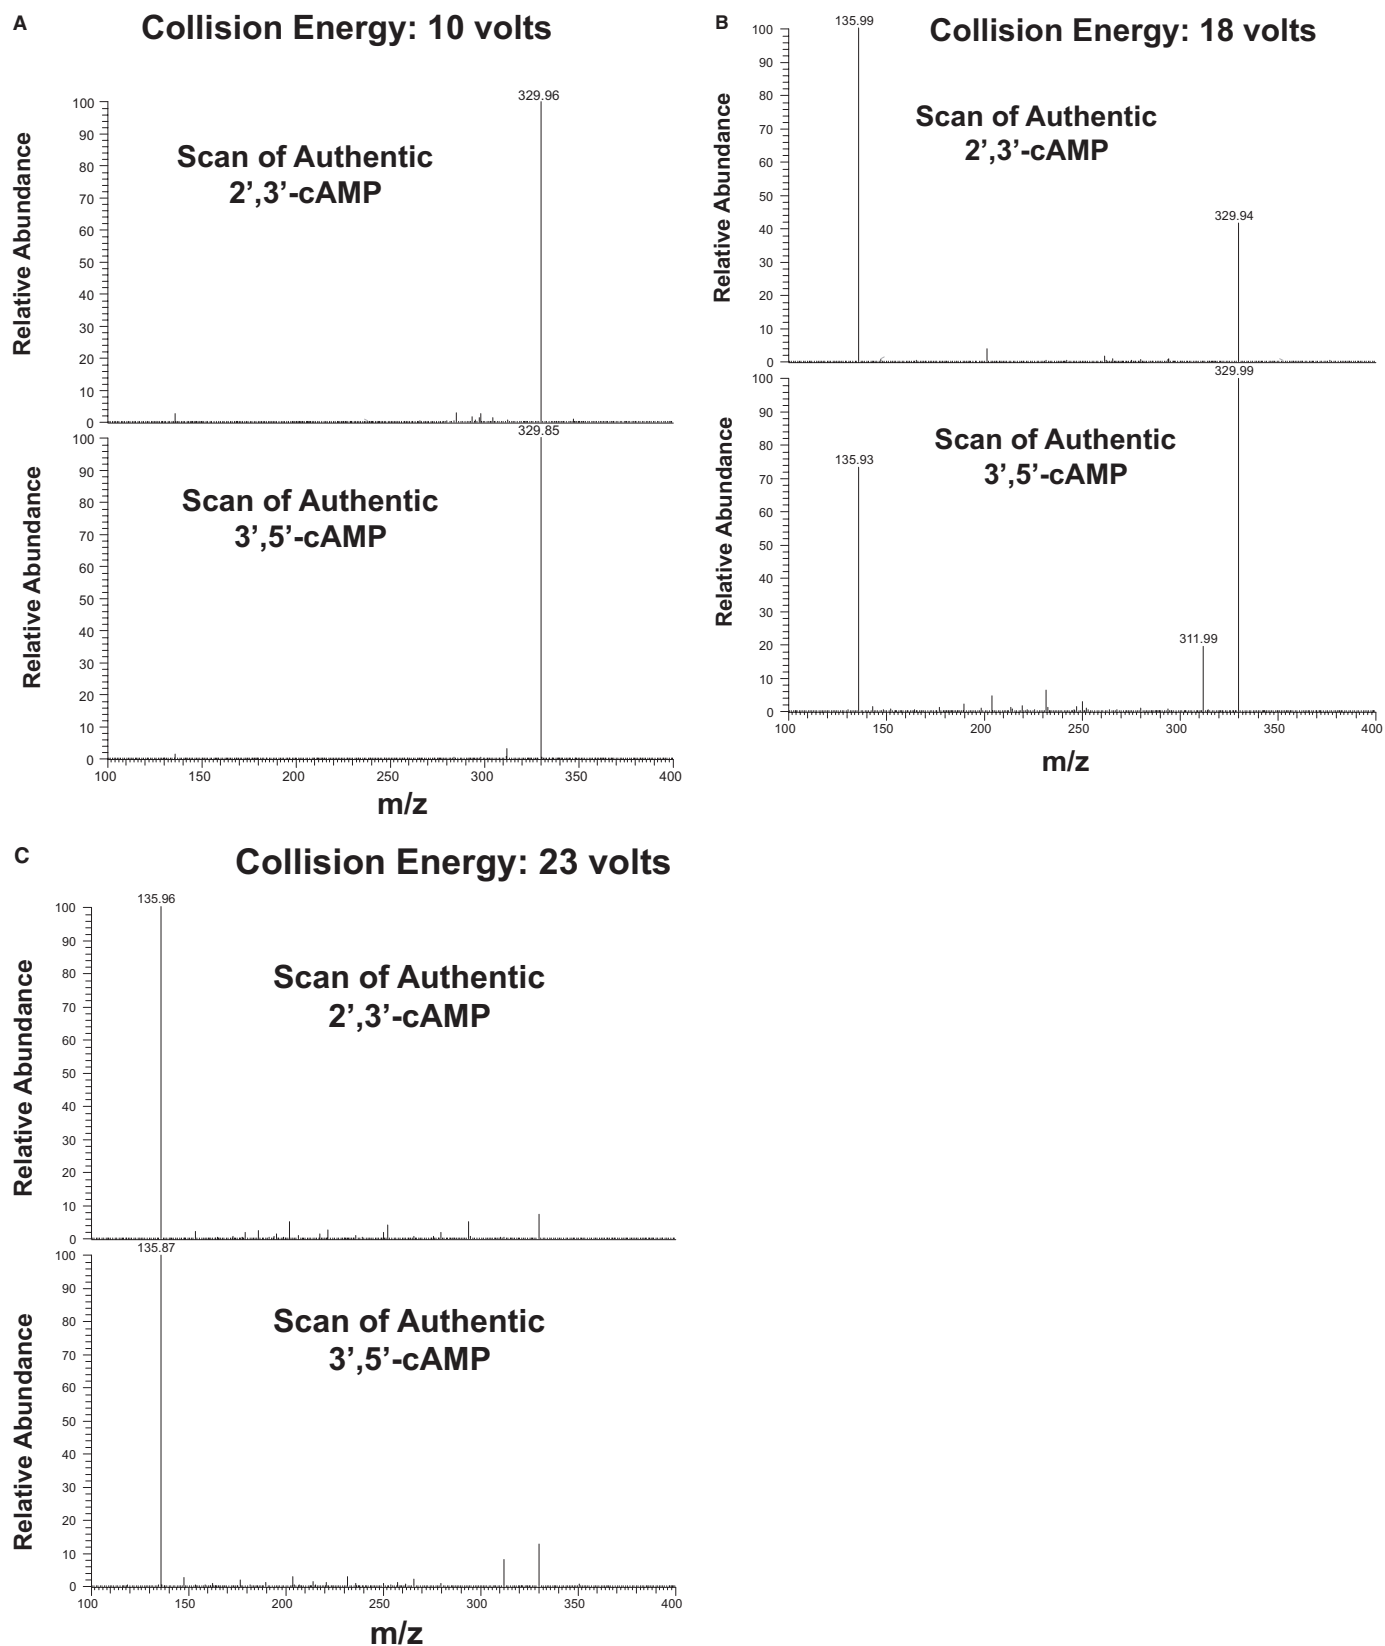 A
Collision Energy: 10 volts
Relative Abundance
100
90
80
70
60
50
40
30
20
10
0
329.96
Scan of Authentic
2’,3’-cAMP
Relative Abundance
100
90
80
70
60
50
40
30
20
10
0
329.85
Scan of Authentic
3’,5’-cAMP
100 150 200 250 300 350 400
m/z
B
Collision Energy: 18 volts
Relative Abundance
100
90
80
70
60
50
40
30
20
10
0
135.99
Scan of Authentic
2’,3’-cAMP
329.94
Relative Abundance
100
90
80
70
60
50
40
30
20
10
0
329.99
Scan of Authentic
3’,5’-cAMP
135.93
311.99
100 150 200 250 300 350 400
m/z
C
Collision Energy: 23 volts
Relative Abundance
100
90
80
70
60
50
40
30
20
10
0
135.96
Scan of Authentic
2’,3’-cAMP
Relative Abundance
100
90
80
70
60
50
40
30
20
10
0
135.87
Scan of Authentic
3’,5’-cAMP
100 150 200 250 300 350 400
m/z